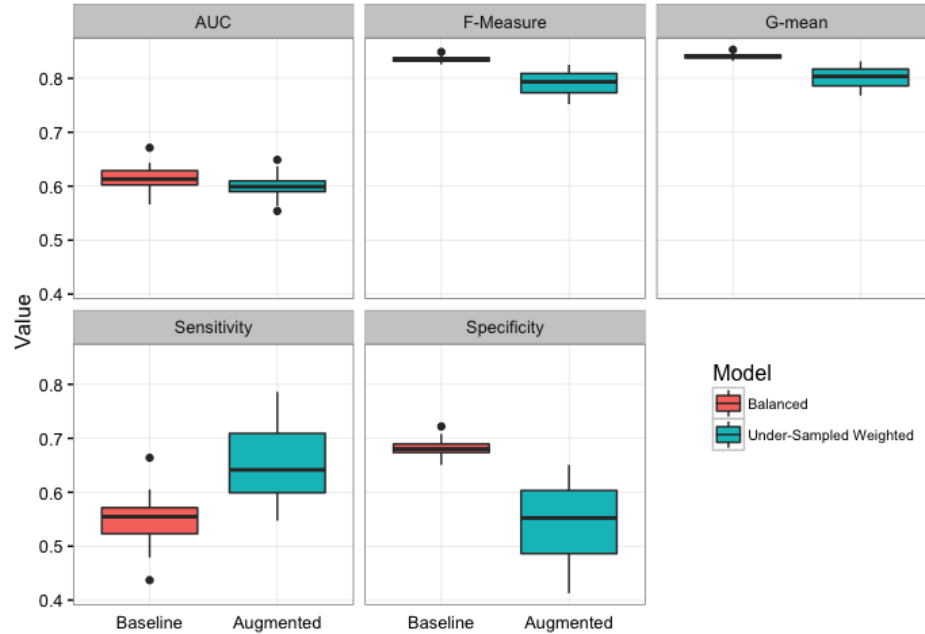 AUC F-Measure G-mean
0.8
0.7
0.6
0.5
0.4
Value
Sensitivity Specificity
0.8
0.7
0.6
0.5
0.4
Baseline Augmented Baseline Augmented
Model
Balanced
Under-Sampled Weighted